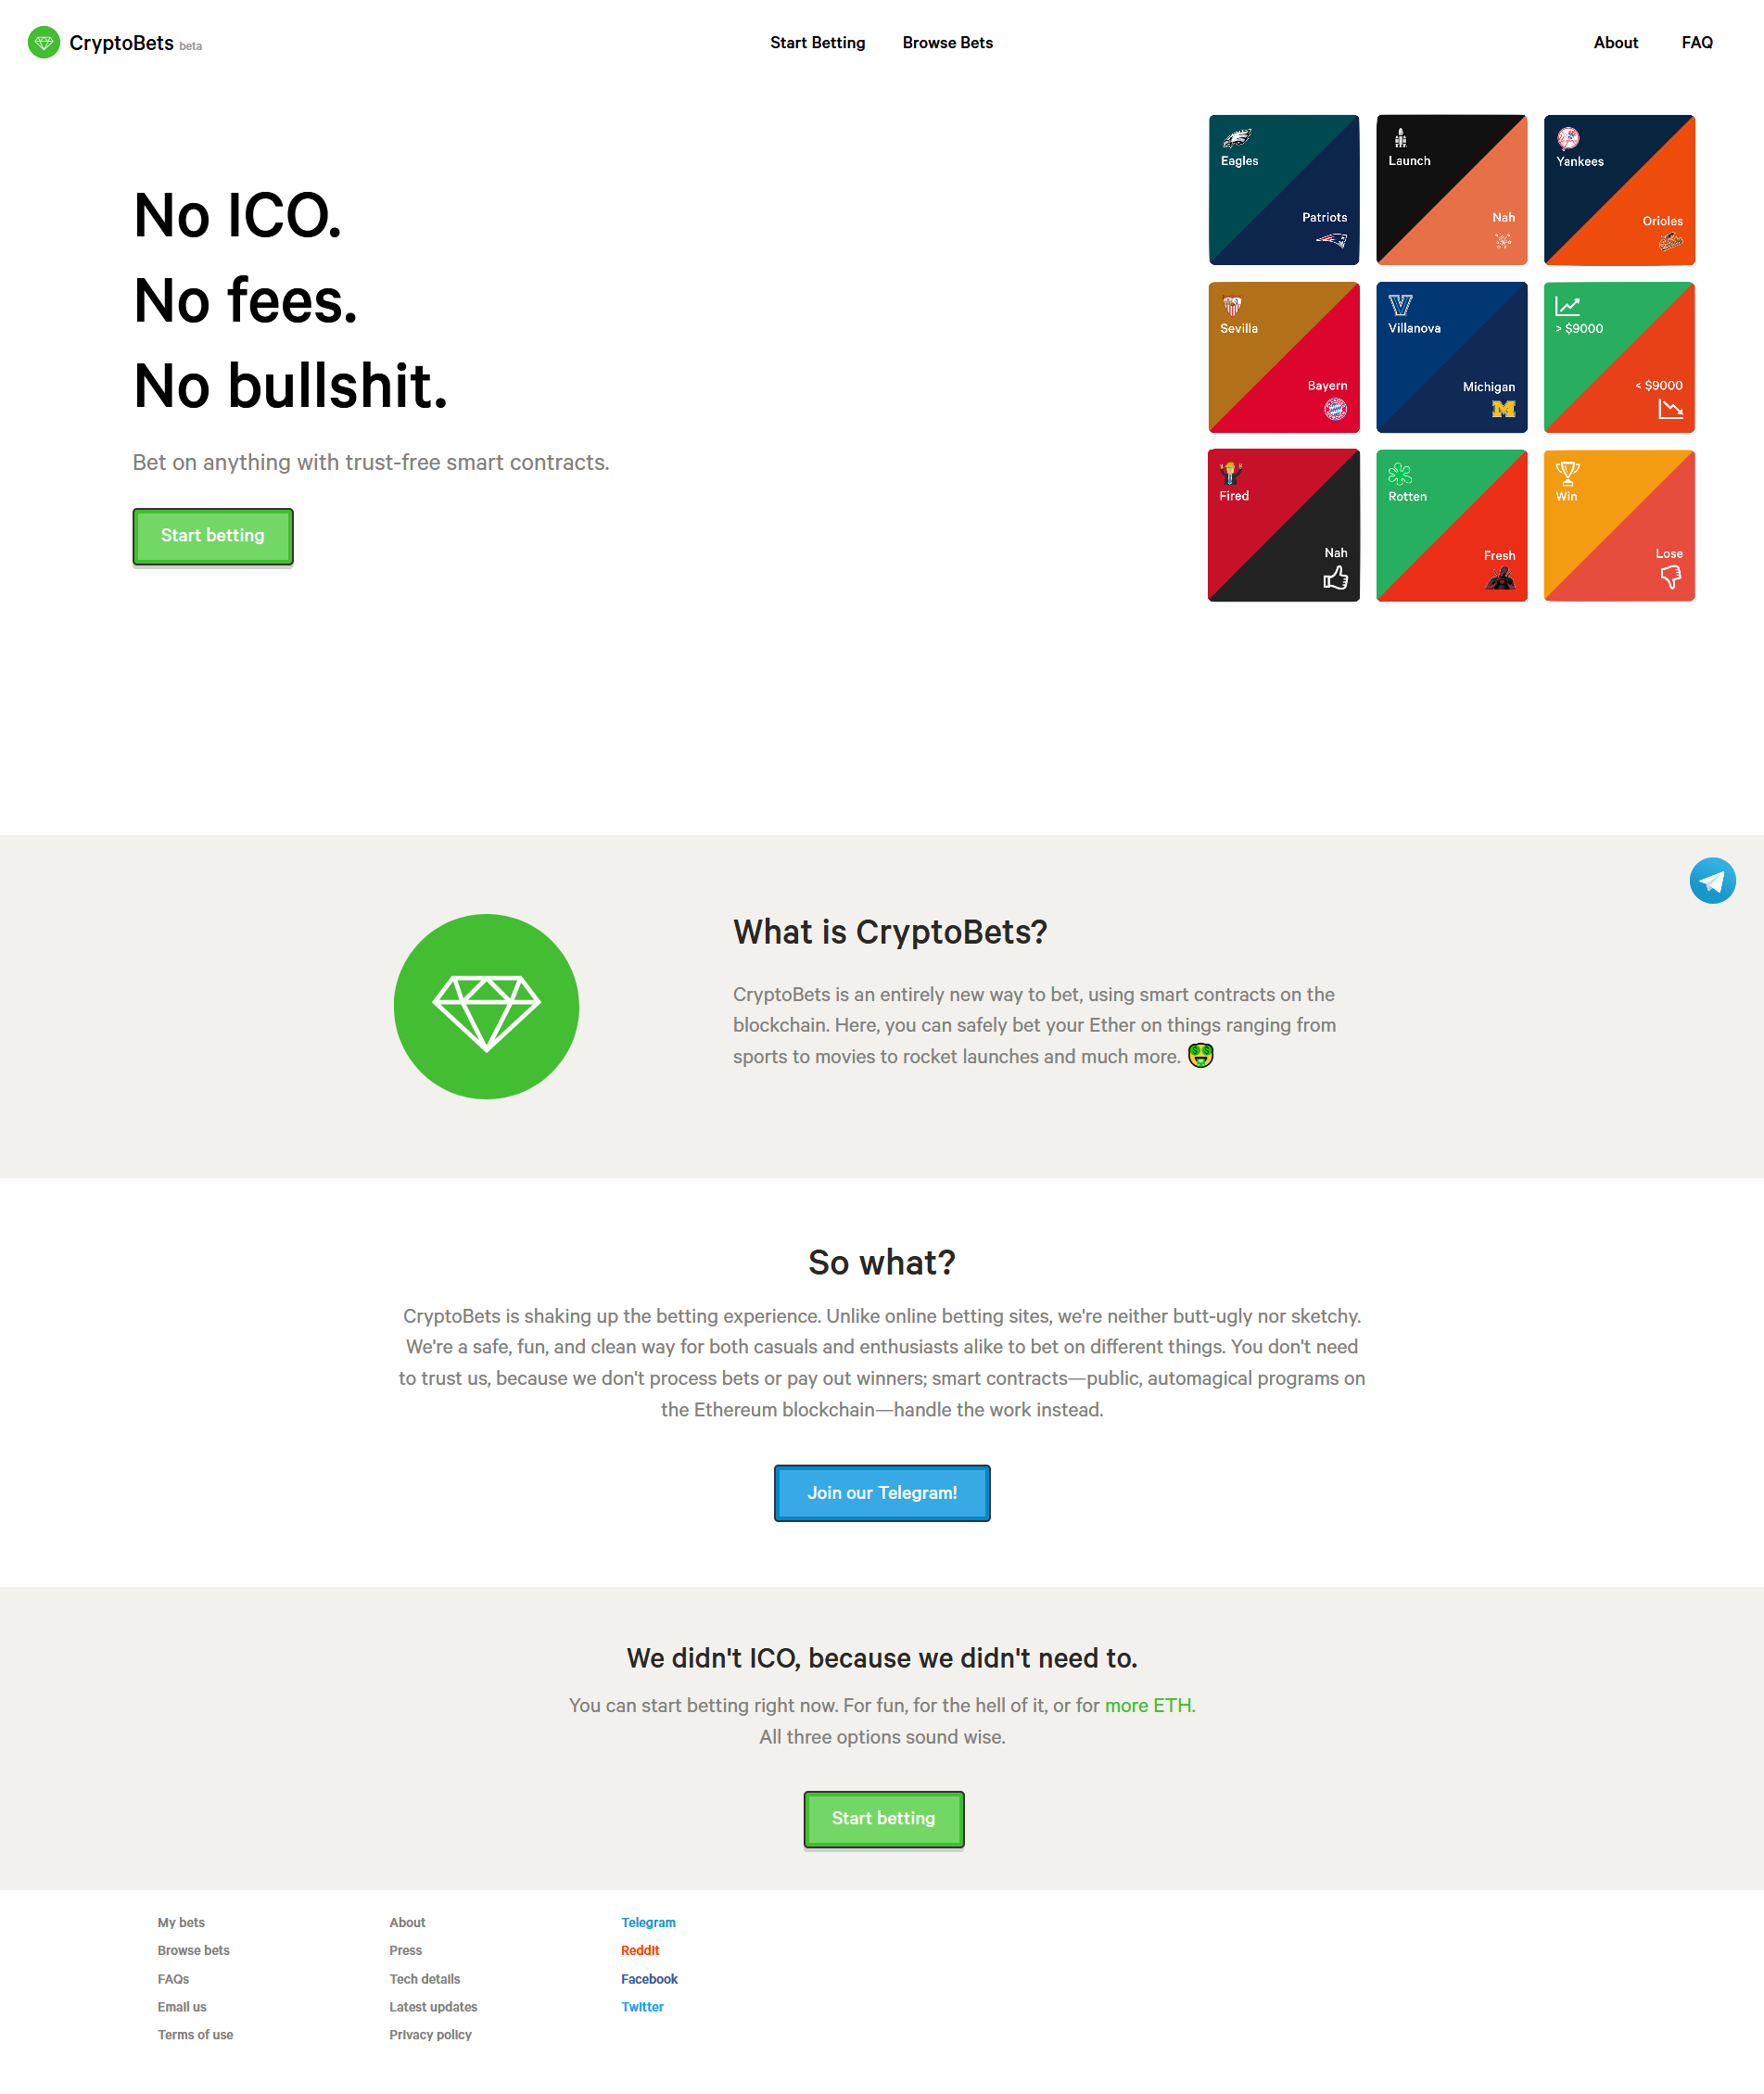 CryptoBets beta
Start Betting
Browse Bets
About
FAQ
No ICO.
No fees.
No bullshit.
Bet on anything with trust-free smart contracts.
Start betting
Eagles
Patriots
Launch
Nah
Yankees
Orioles
Sevilla
Bayern
Villanova
Michigan
> $9000
< $9000
Fired
Nah
Rotten
Fresh
Win
Lose
What is CryptoBets?
CryptoBets is an entirely new way to bet, using smart contracts on the
blockchain. Here, you can safely bet your Ether on things ranging from
sports to movies to rocket launches and much more.
So what?
CryptoBets is shaking up the betting experience. Unlike online betting sites, we're neither butt-ugly nor sketchy.
We're a safe, fun, and clean way for both casuals and enthusiasts alike to bet on different things. You don't need
to trust us, because we don't process bets or pay out winners; smart contracts—public, automagical programs on
the Ethereum blockchain—handle the work instead.
Join our Telegram!
We didn't ICO, because we didn't need to.
You can start betting right now. For fun, for the hell of it, or for more ETH.
All three options sound wise.
Start betting
My bets
Browse bets
FAQs
Email us
Terms of use
About
Press
Tech details
Latest updates
Privacy policy
Telegram
Reddit
Facebook
Twitter